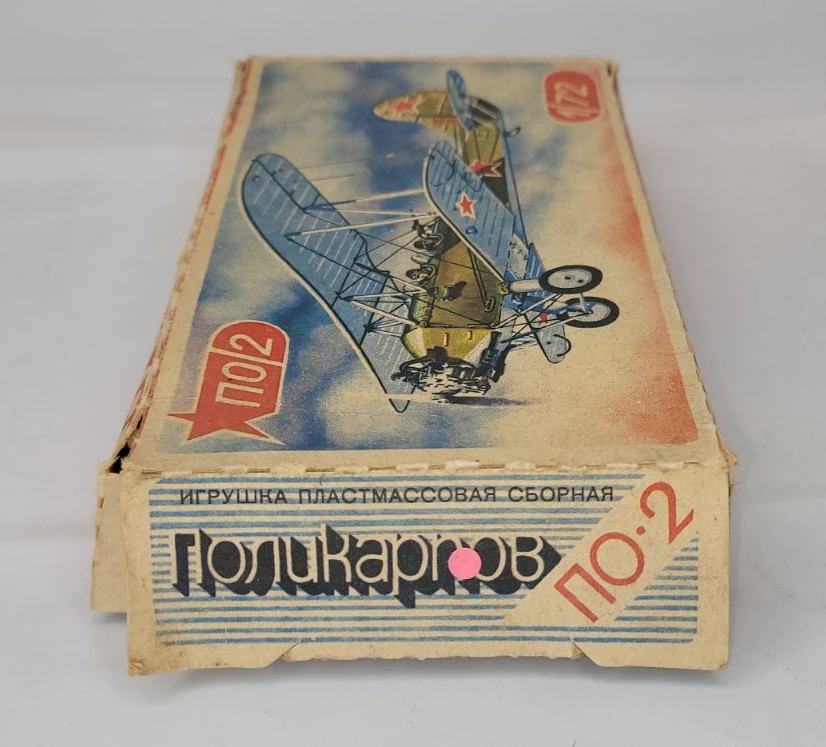 1/72
ПО/2
ИГРУШКА ПЛАСТМАССОВАЯ СБОРНАЯ
Поликарпов
ПО·2